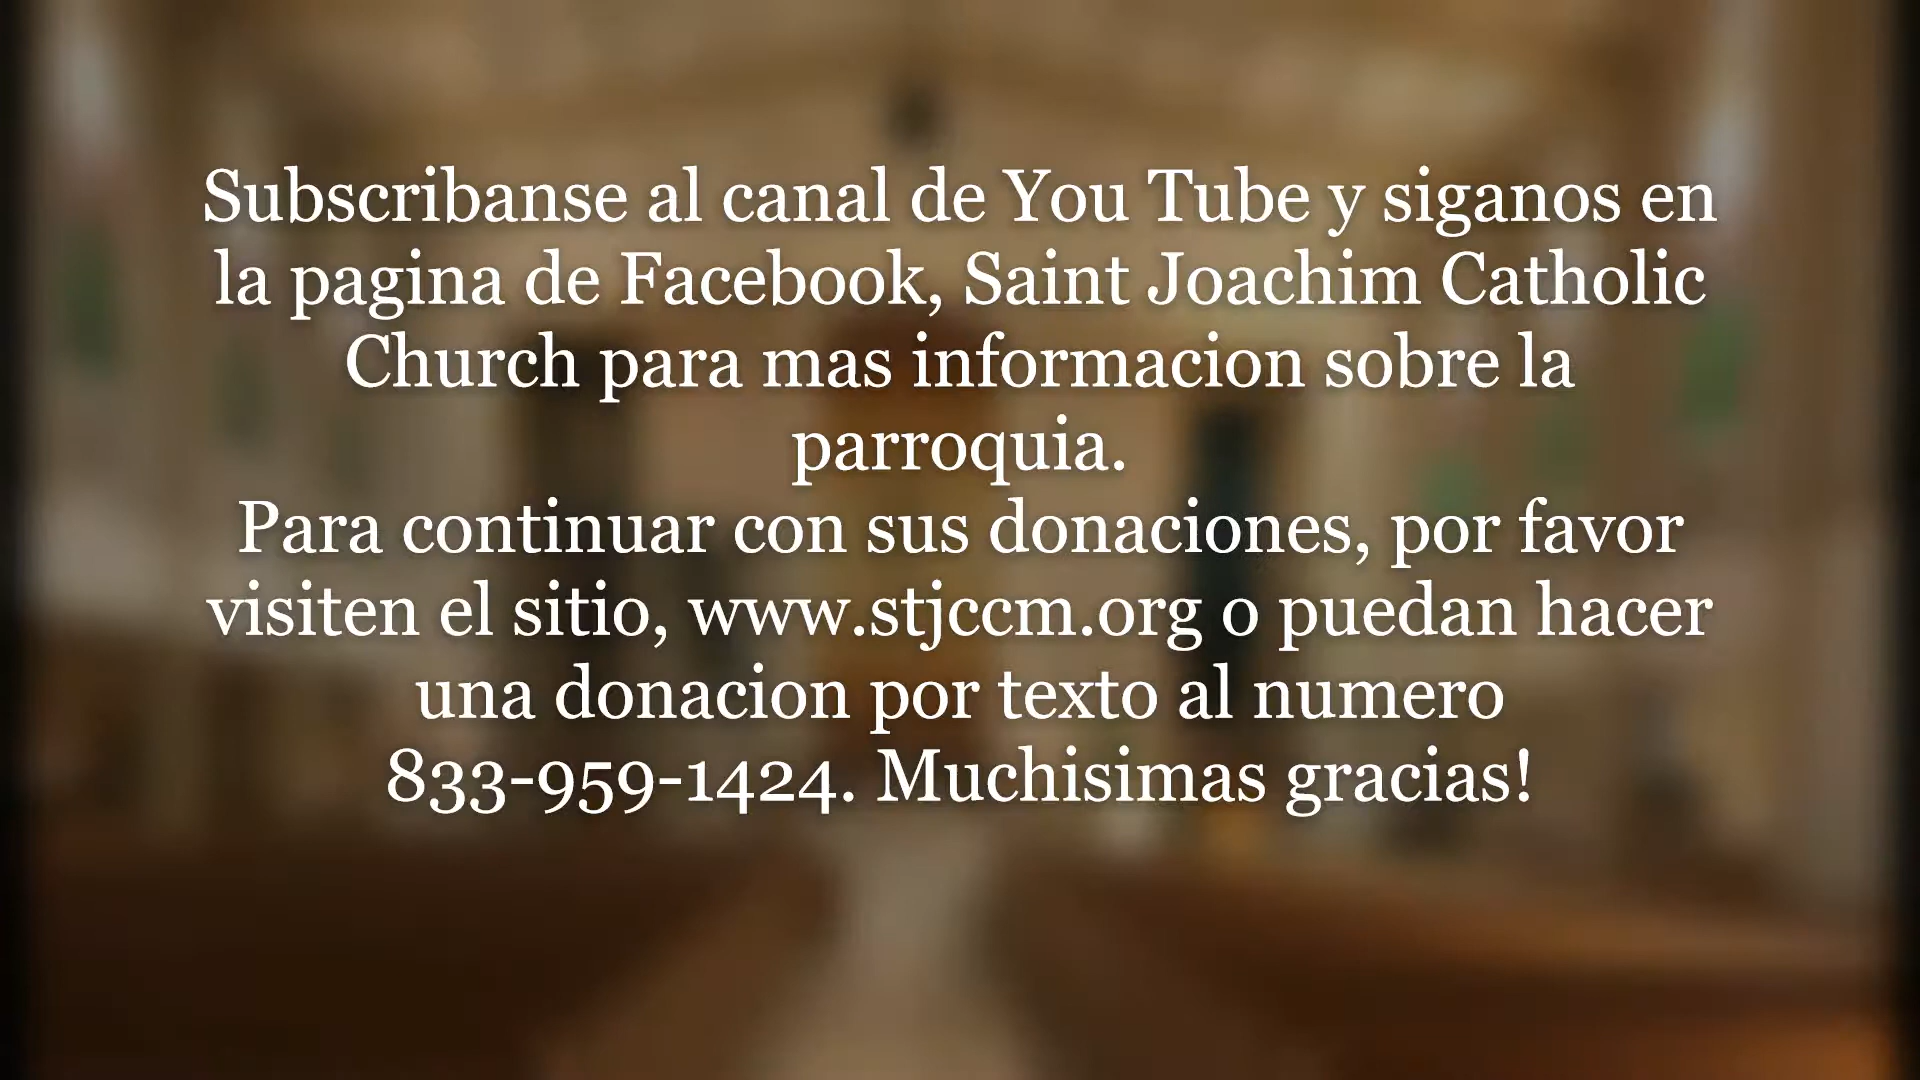 Subscribanse al canal de You Tube y siganos en
la pagina de Facebook, Saint Joachim Catholic
Church para mas informacion sobre la
parroquia.
Para continuar con sus donaciones, por favor
visiten el sitio, www.stjccm.org o puedan hacer
una donacion por texto al numero
833-959-1424. Muchisimas gracias!